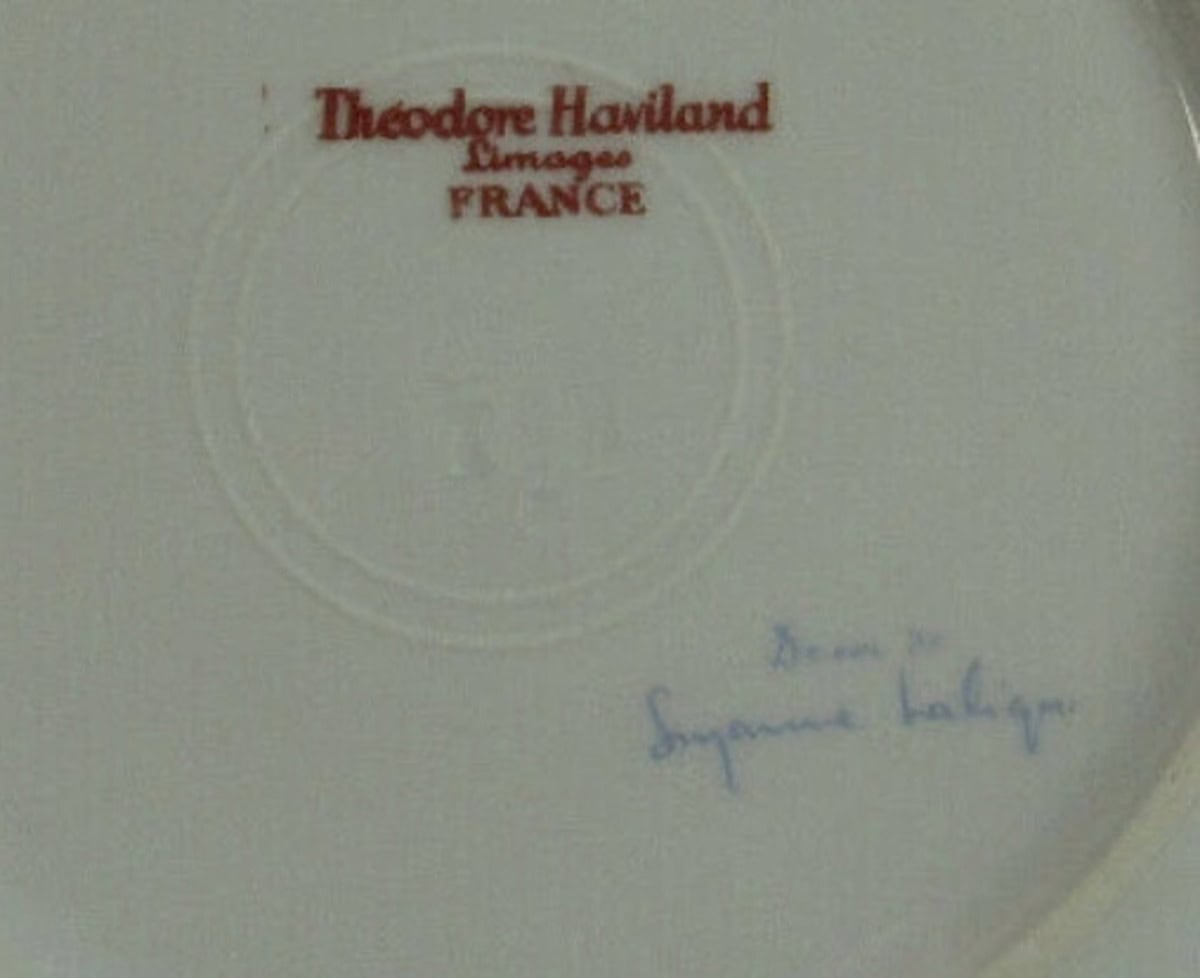 Theodore Haviland
Limoges
FRANCE
Suzanne Lalique